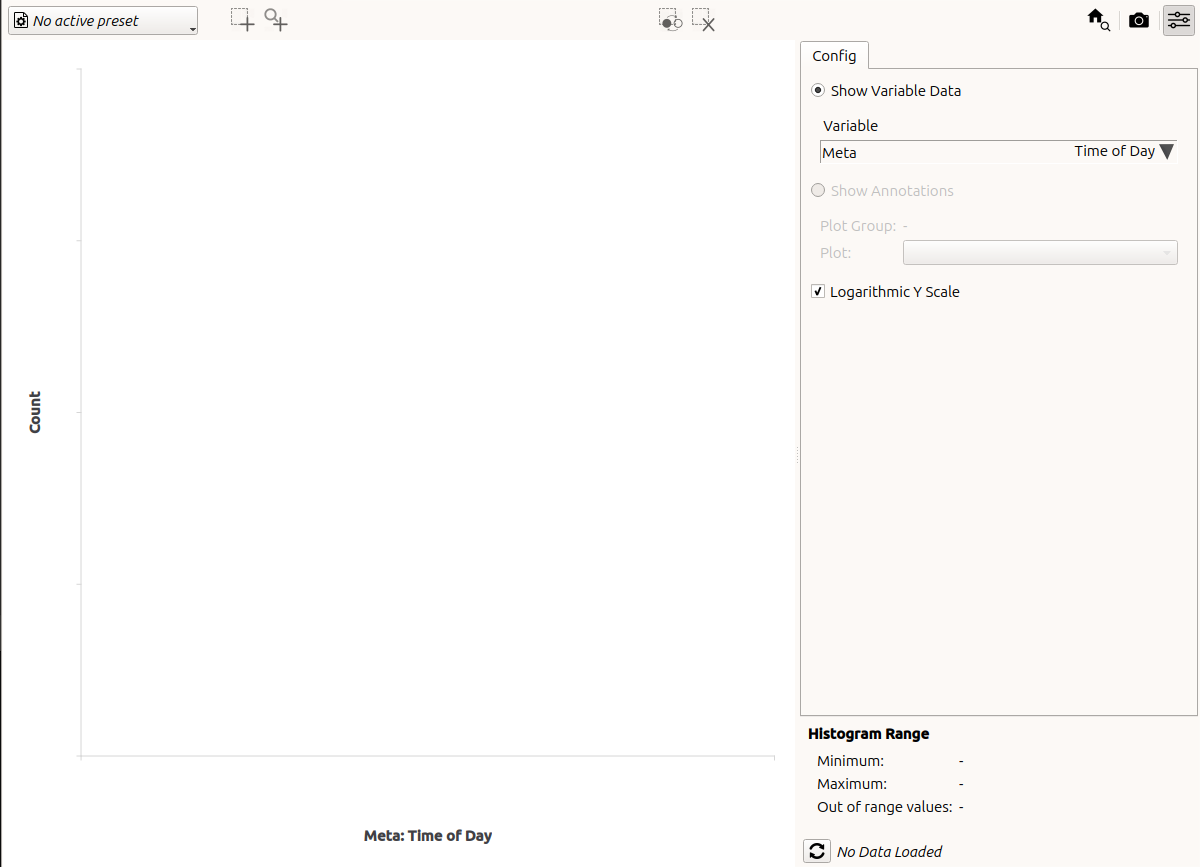 No active preset
Config
Show Variable Data
Variable
Meta Time of Day
Show Annotations
Plot Group: -
Plot:
Logarithmic Y Scale
Count
Meta: Time of Day
Histogram Range
Minimum: -
Maximum: -
Out of range values: -
No Data Loaded